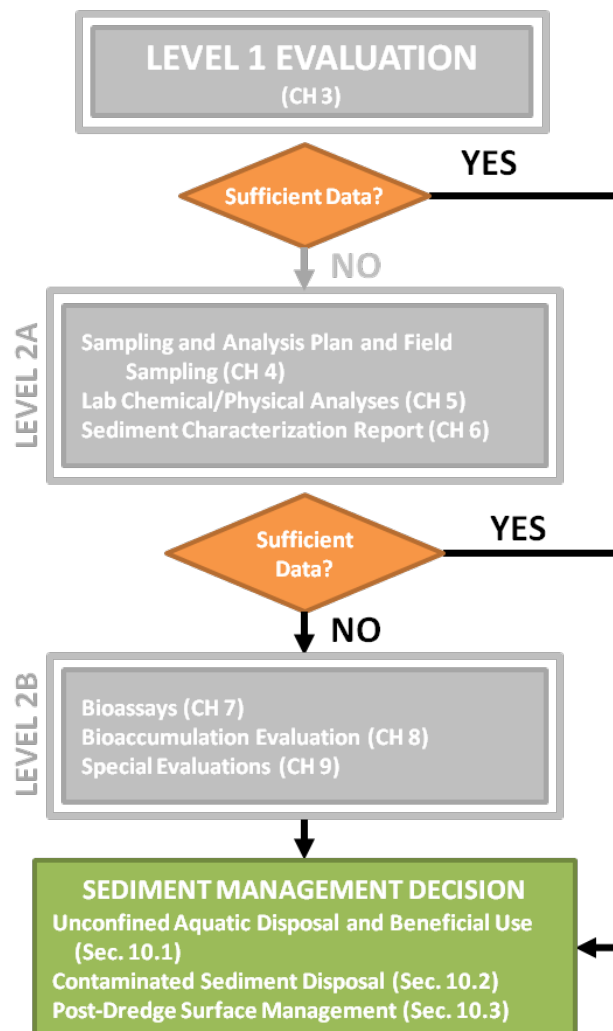 LEVEL 1 EVALUATION
(CH 3)
YES
Sufficient Data?
NO
LEVEL 2A
Sampling and Analysis Plan and Field
Sampling (CH 4)
Lab Chemical/Physical Analyses (CH 5)
Sediment Characterization Report (CH 6)
YES
Sufficient
Data?
NO
LEVEL 2B
Bioassays (CH 7)
Bioaccumulation Evaluation (CH 8)
Special Evaluations (CH 9)
SEDIMENT MANAGEMENT DECISION
Unconfined Aquatic Disposal and Beneficial Use
(Sec. 10.1)
Contaminated Sediment Disposal (Sec. 10.2)
Post-Dredge Surface Management (Sec. 10.3)